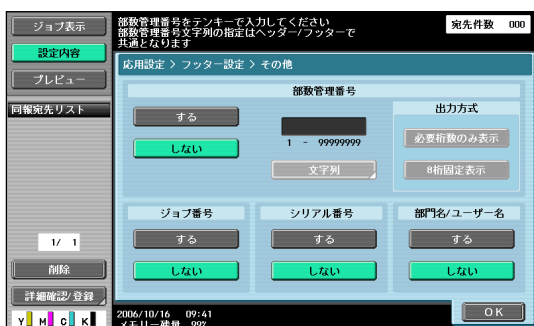 ジョブ表示
設定内容
プレビュー
同報宛先リスト
1/ 1
削除
詳細確認/登録
Y M C K
部数管理番号をテンキーで入力してください
部数管理番号文字列の指定はヘッダー/フッターで
共通となります
宛先件数 000
応用設定 > フッター設定 > その他
部数管理番号
する
しない
1 - 99999999
文字列
出力方式
必要桁数のみ表示
8桁固定表示
ジョブ番号
する
しない
シリアル番号
する
しない
部門名/ユーザー名
する
しない
2006/10/16 09:41
メモリー残量 99%
OK